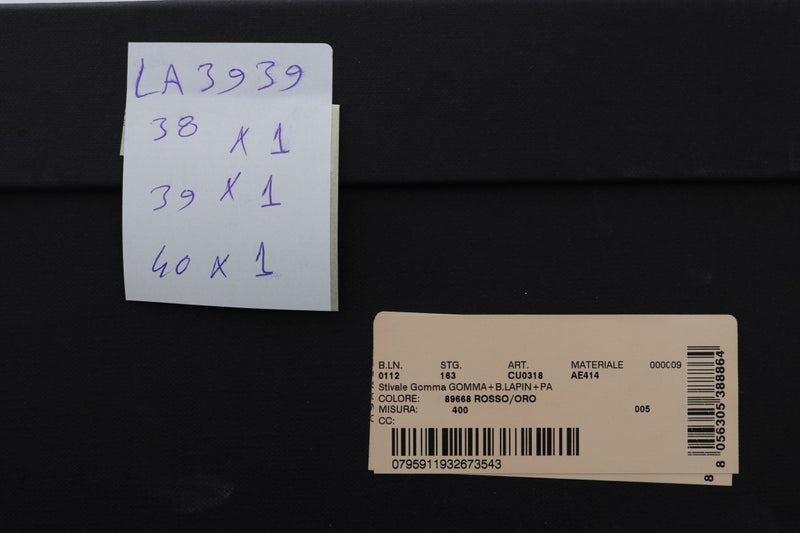 LA3939
38 x 1
39 x 1
40 x 1
B.LN. STG. ART. MATERIALE 000009
0112 163 CU0318 AE414
Stivale Gomma GOMMA+B.LAPIN+PA
COLORE: 89668 ROSSO/ORO
MISURA: 400 005
CC:
0795911932673543
8 056305 388864
8